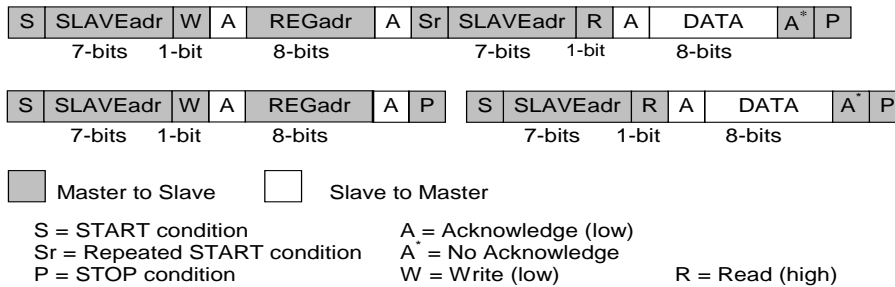 S SLAVEadr W A REGadr A Sr SLAVEadr R A DATA A* P
7-bits 1-bit 8-bits 7-bits 1-bit 8-bits
S SLAVEadr W A REGadr A P S SLAVEadr R A DATA A* P
7-bits 1-bit 8-bits 7-bits 1-bit 8-bits
Master to Slave Slave to Master
S = START condition A = Acknowledge (low)
Sr = Repeated START condition A* = No Acknowledge
P = STOP condition W = Write (low) R = Read (high)